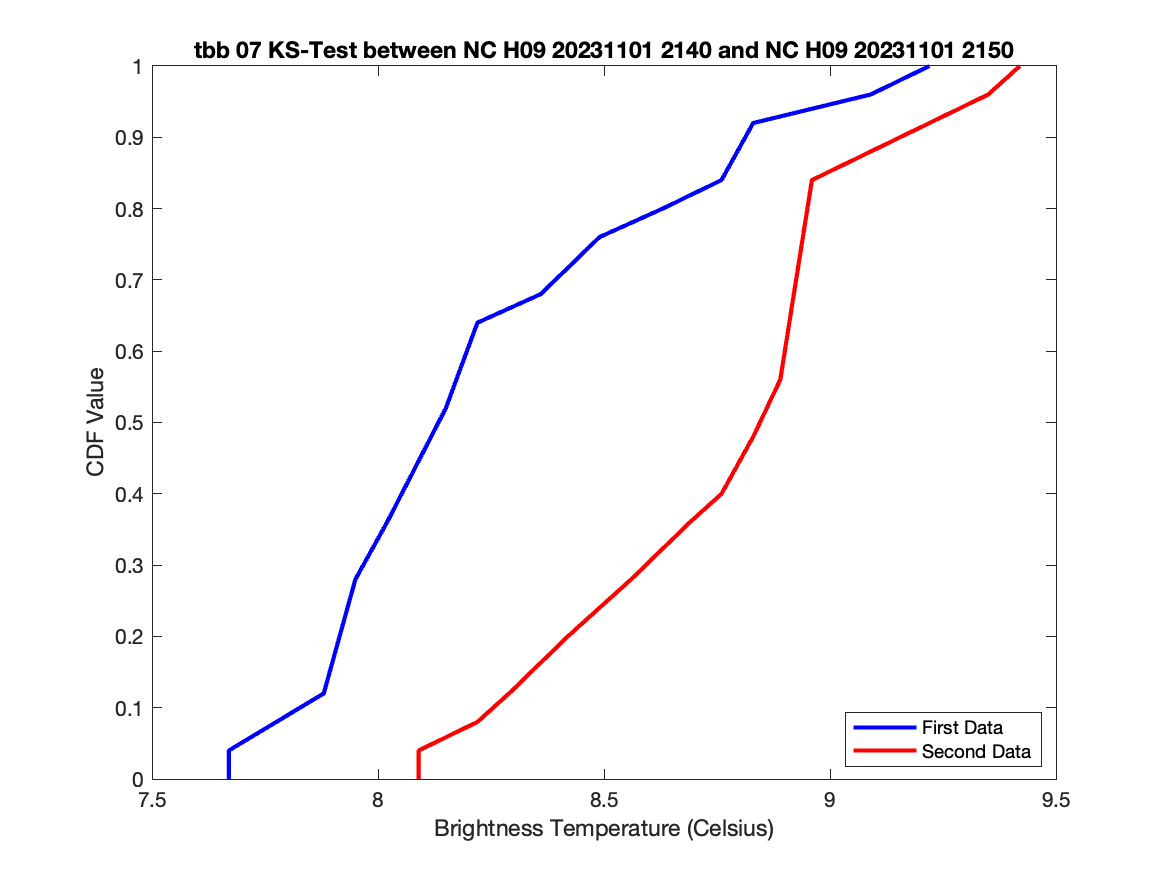 tbb 07 KS-Test between NC H09 20231101 2140 and NC H09 20231101 2150
1
0.9
0.8
0.7
0.6
0.5
0.4
0.3
0.2
0.1
0
CDF Value
First Data
Second Data
7.5 8 8.5 9 9.5
Brightness Temperature (Celsius)